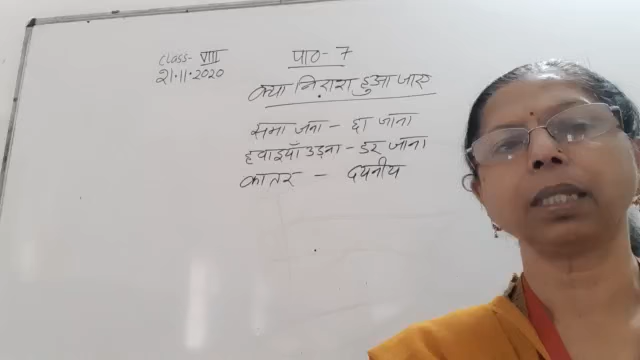 Class- VIII
21.11.2020
पाठ- 7
क्या निराश हुआ जाए
समा जाना - छा जाना
हवाइयाँ उड़ना - डर जाना
कातर - दयनीय